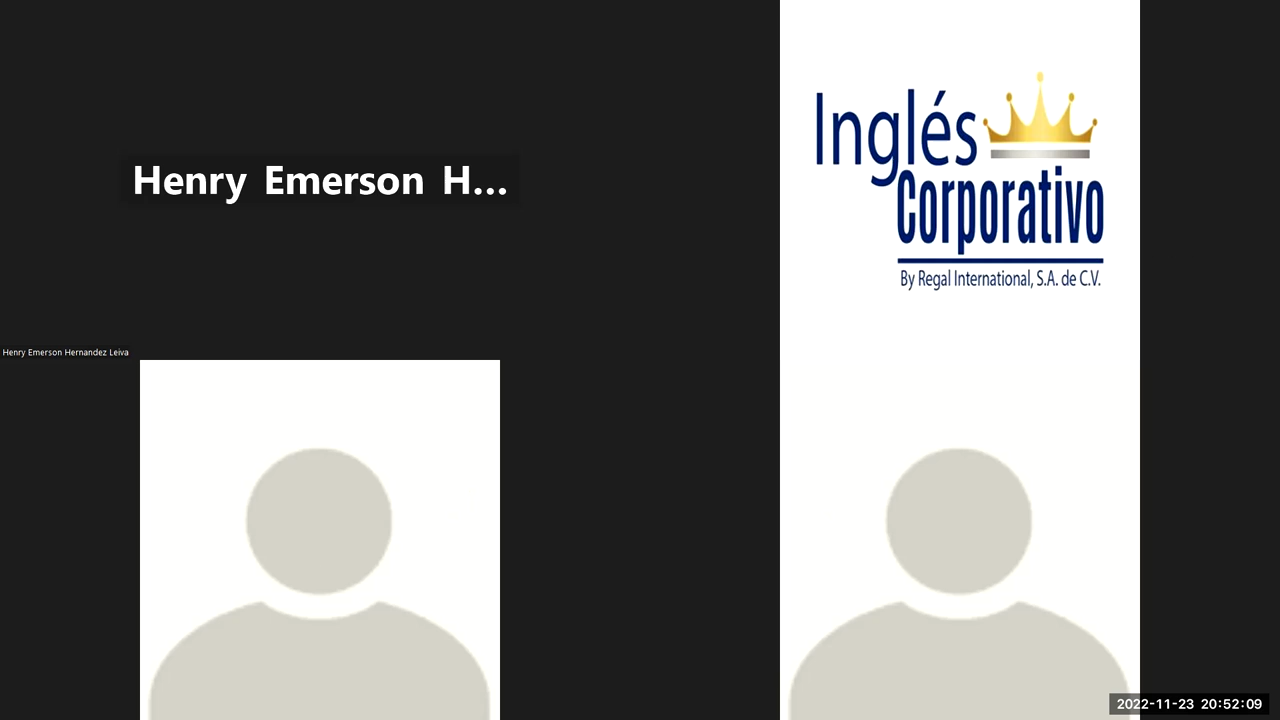 Henry Emerson H...
Inglés
Corporativo
By Regal International, S.A. de C.V.
Henry Emerson Hernandez Leiva
2022-11-23 20:52:09